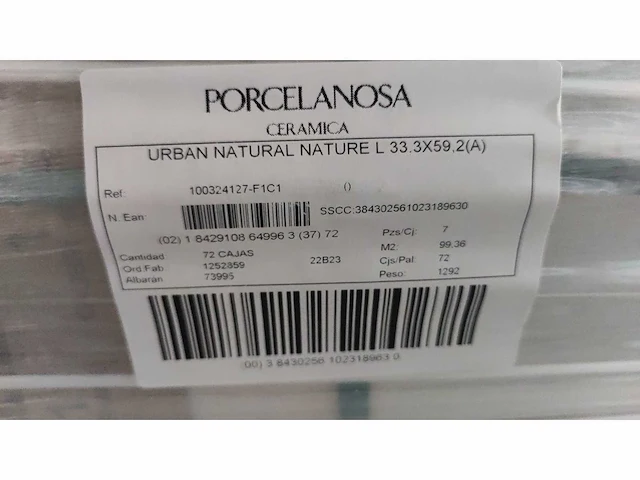 PORCELANOSA
CERAMICA
URBAN NATURAL NATURE L 33.3X59,2(A)
Ref: 100324127-F1C1 ()
N. Ean SSCC:384302561023189630
(02) 1 8429108 64996 3 (37) 72 Pzs/Cj: 7
Cantidad 72 CAJAS M2: 99,36
Ord.Fab 1252859 22B23 Cjs/Pal: 72
Albarán 73995 Peso: 1292
(00) 3 8430256 102318963 0